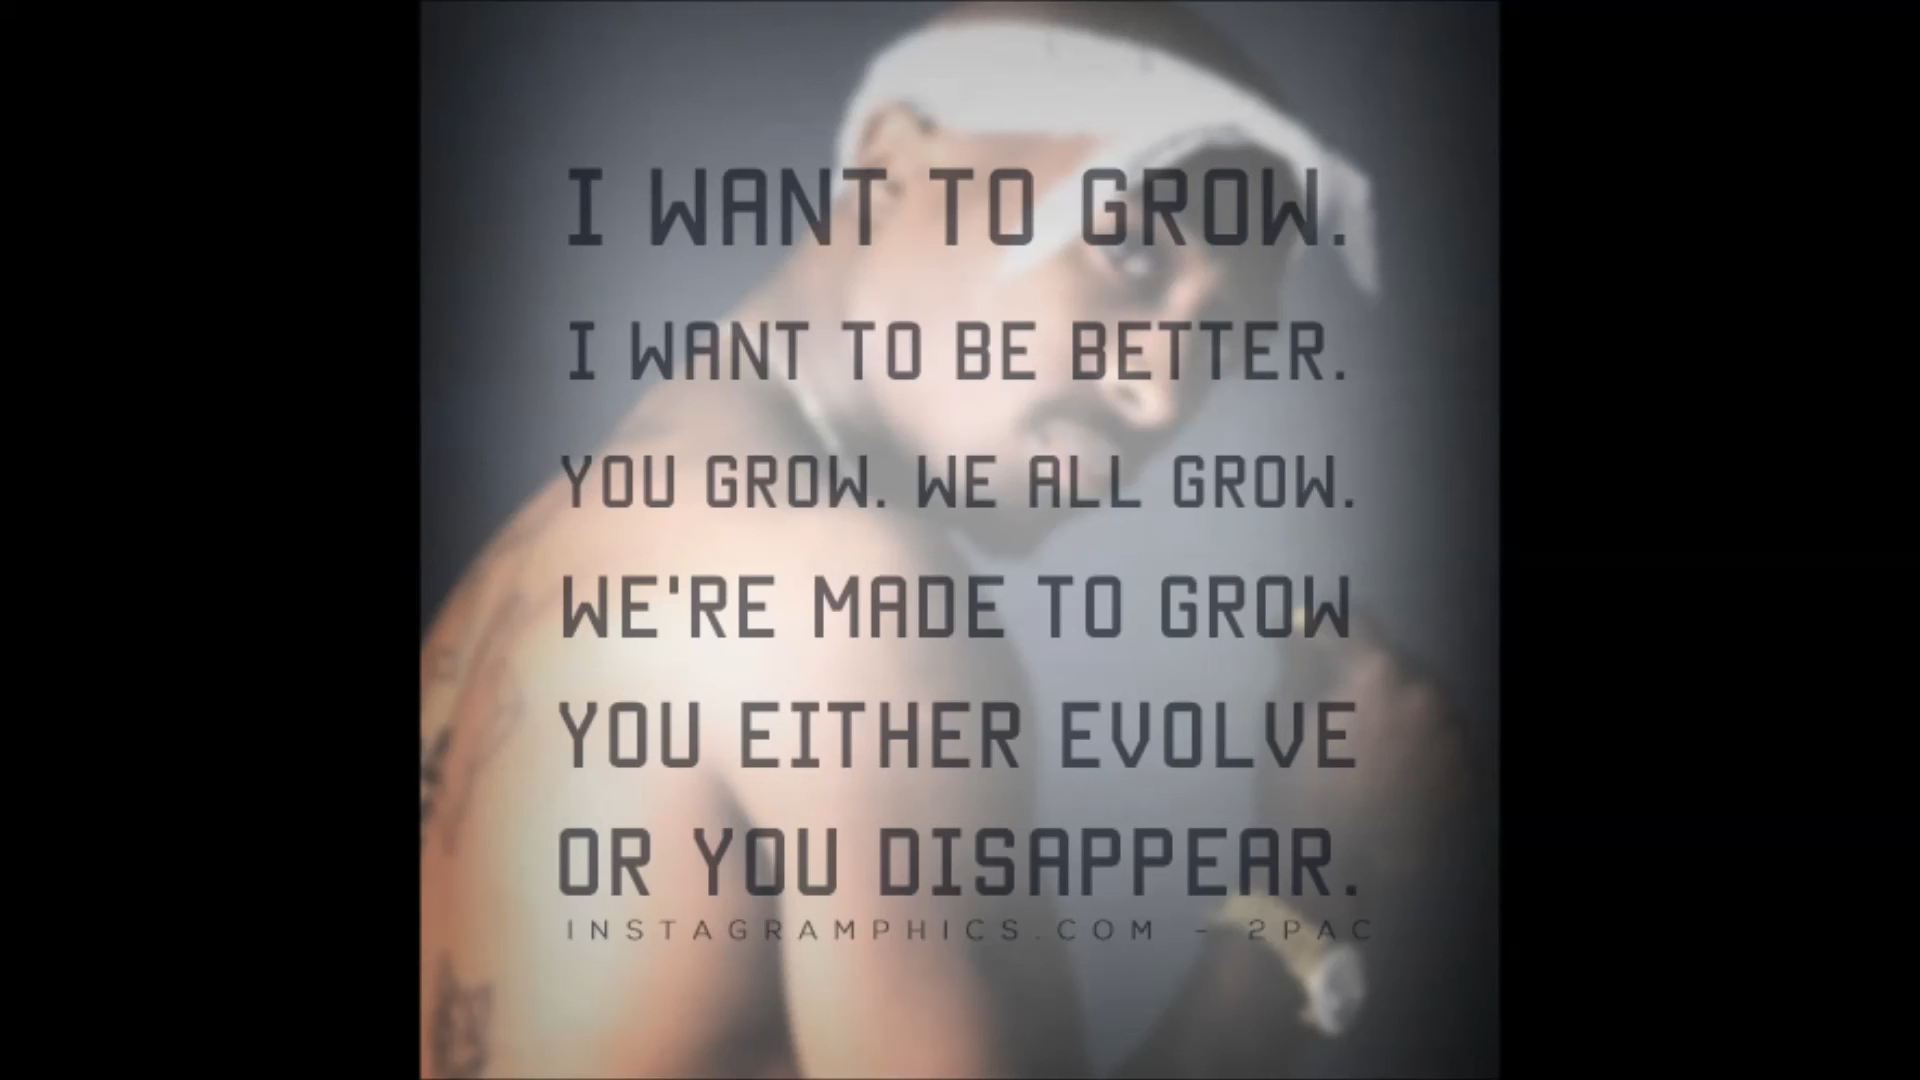 I WANT TO GROW.
I WANT TO BE BETTER.
YOU GROW. WE ALL GROW.
WE'RE MADE TO GROW
YOU EITHER EVOLVE
OR YOU DISAPPEAR.
INSTAGRAMPHICS.COM - 2PAC